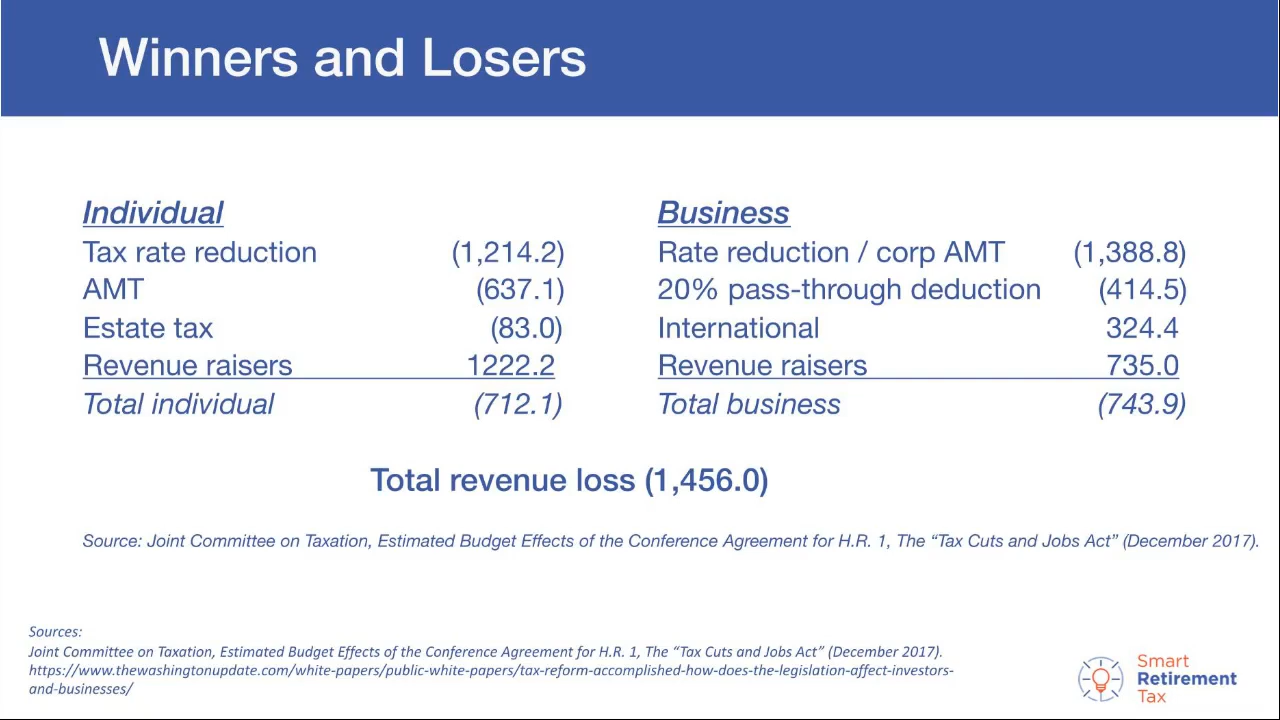 Winners and Losers
Individual
Tax rate reduction (1,214.2)
AMT (637.1)
Estate tax (83.0)
Revenue raisers 1222.2
Total individual (712.1)
Business
Rate reduction / corp AMT (1,388.8)
20% pass-through deduction (414.5)
International 324.4
Revenue raisers 735.0
Total business (743.9)
Total revenue loss (1,456.0)
Source: Joint Committee on Taxation, Estimated Budget Effects of the Conference Agreement for H.R. 1, The “Tax Cuts and Jobs Act” (December 2017).
Sources:
Joint Committee on Taxation, Estimated Budget Effects of the Conference Agreement for H.R. 1, The “Tax Cuts and Jobs Act” (December 2017).
https://www.thewashingtonupdate.com/white-papers/public-white-papers/tax-reform-accomplished-how-does-the-legislation-affect-investors-
and-businesses/
Smart
Retirement
Tax